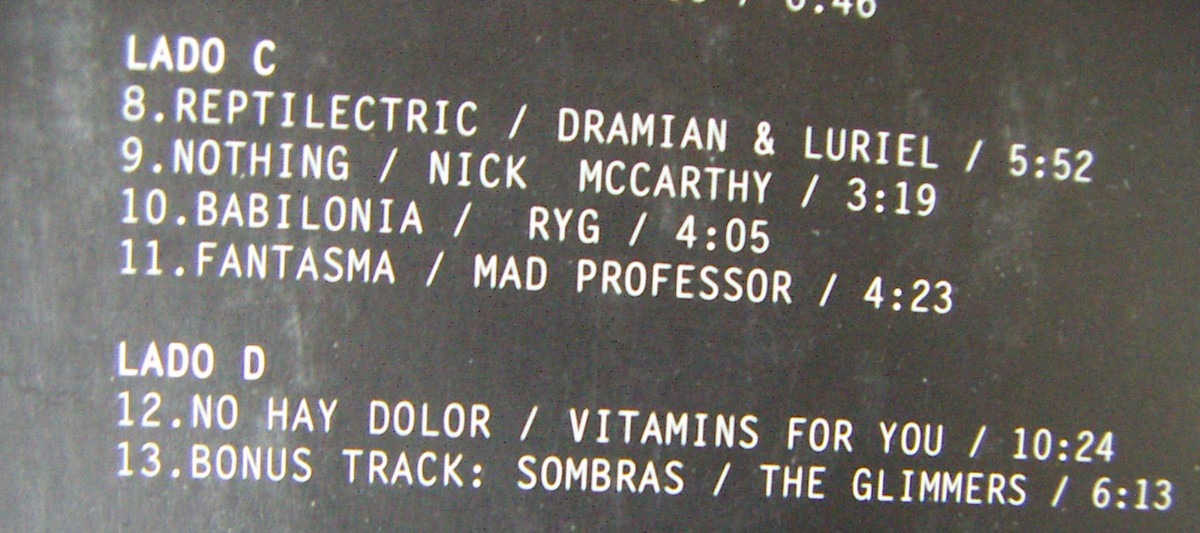 / 6:46
LADO C
8.REPTILECTRIC / DRAMIAN & LURIEL / 5:52
9.NOTHING / NICK MCCARTHY / 3:19
10.BABILONIA / RYG / 4:05
11.FANTASMA / MAD PROFESSOR / 4:23
LADO D
12.NO HAY DOLOR / VITAMINS FOR YOU / 10:24
13.BONUS TRACK: SOMBRAS / THE GLIMMERS / 6:13